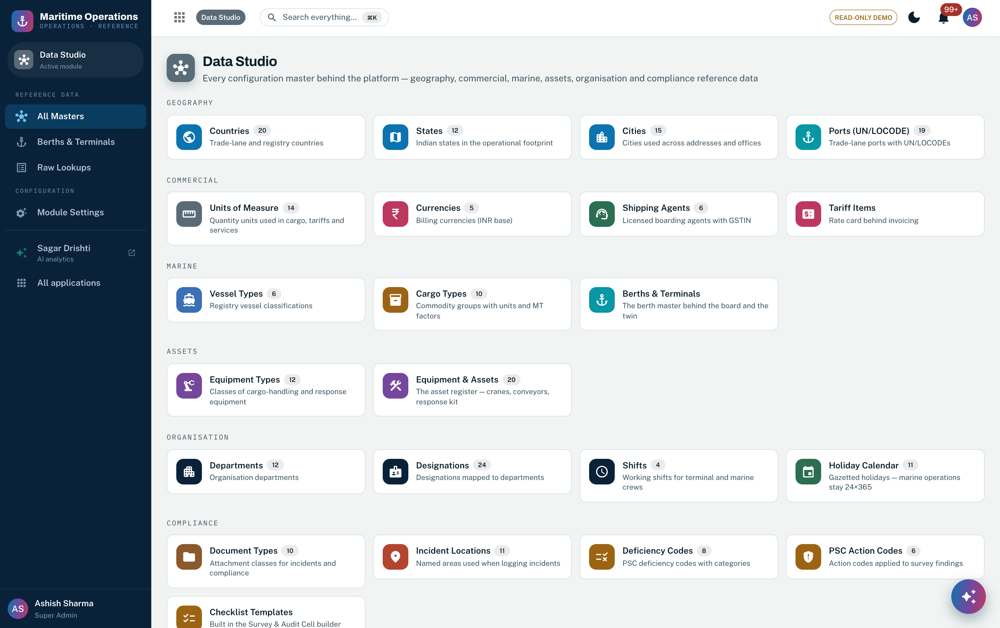 Maritime Operations
OPERATIONS · REFERENCE
Data Studio
Active module
REFERENCE DATA
All Masters
Berths & Terminals
Raw Lookups
CONFIGURATION
Module Settings
Sagar Drishti
AI analytics
All applications
AS
Ashish Sharma
Super Admin
Data Studio
Search everything... ⌘K
READ-ONLY DEMO
99+
AS
Data Studio
Every configuration master behind the platform — geography, commercial, marine, assets, organisation and compliance reference data
GEOGRAPHY
Countries 20
Trade-lane and registry countries
States 12
Indian states in the operational footprint
Cities 15
Cities used across addresses and offices
Ports (UN/LOCODE) 19
Trade-lane ports with UN/LOCODEs
COMMERCIAL
Units of Measure 14
Quantity units used in cargo, tariffs and
services
Currencies 5
Billing currencies (INR base)
Shipping Agents 6
Licensed boarding agents with GSTIN
Tariff Items
Rate card behind invoicing
MARINE
Vessel Types 6
Registry vessel classifications
Cargo Types 10
Commodity groups with units and MT
factors
Berths & Terminals
The berth master behind the board and the
twin
ASSETS
Equipment Types 12
Classes of cargo-handling and response
equipment
Equipment & Assets 20
The asset register — cranes, conveyors,
response kit
ORGANISATION
Departments 12
Organisation departments
Designations 24
Designations mapped to departments
Shifts 4
Working shifts for terminal and marine
crews
Holiday Calendar 11
Gazetted holidays — marine operations
stay 24×365
COMPLIANCE
Document Types 10
Attachment classes for incidents and
compliance
Incident Locations 11
Named areas used when logging incidents
Deficiency Codes 8
PSC deficiency codes with categories
PSC Action Codes 6
Action codes applied to survey findings
Checklist Templates
Built in the Survey & Audit Cell builder